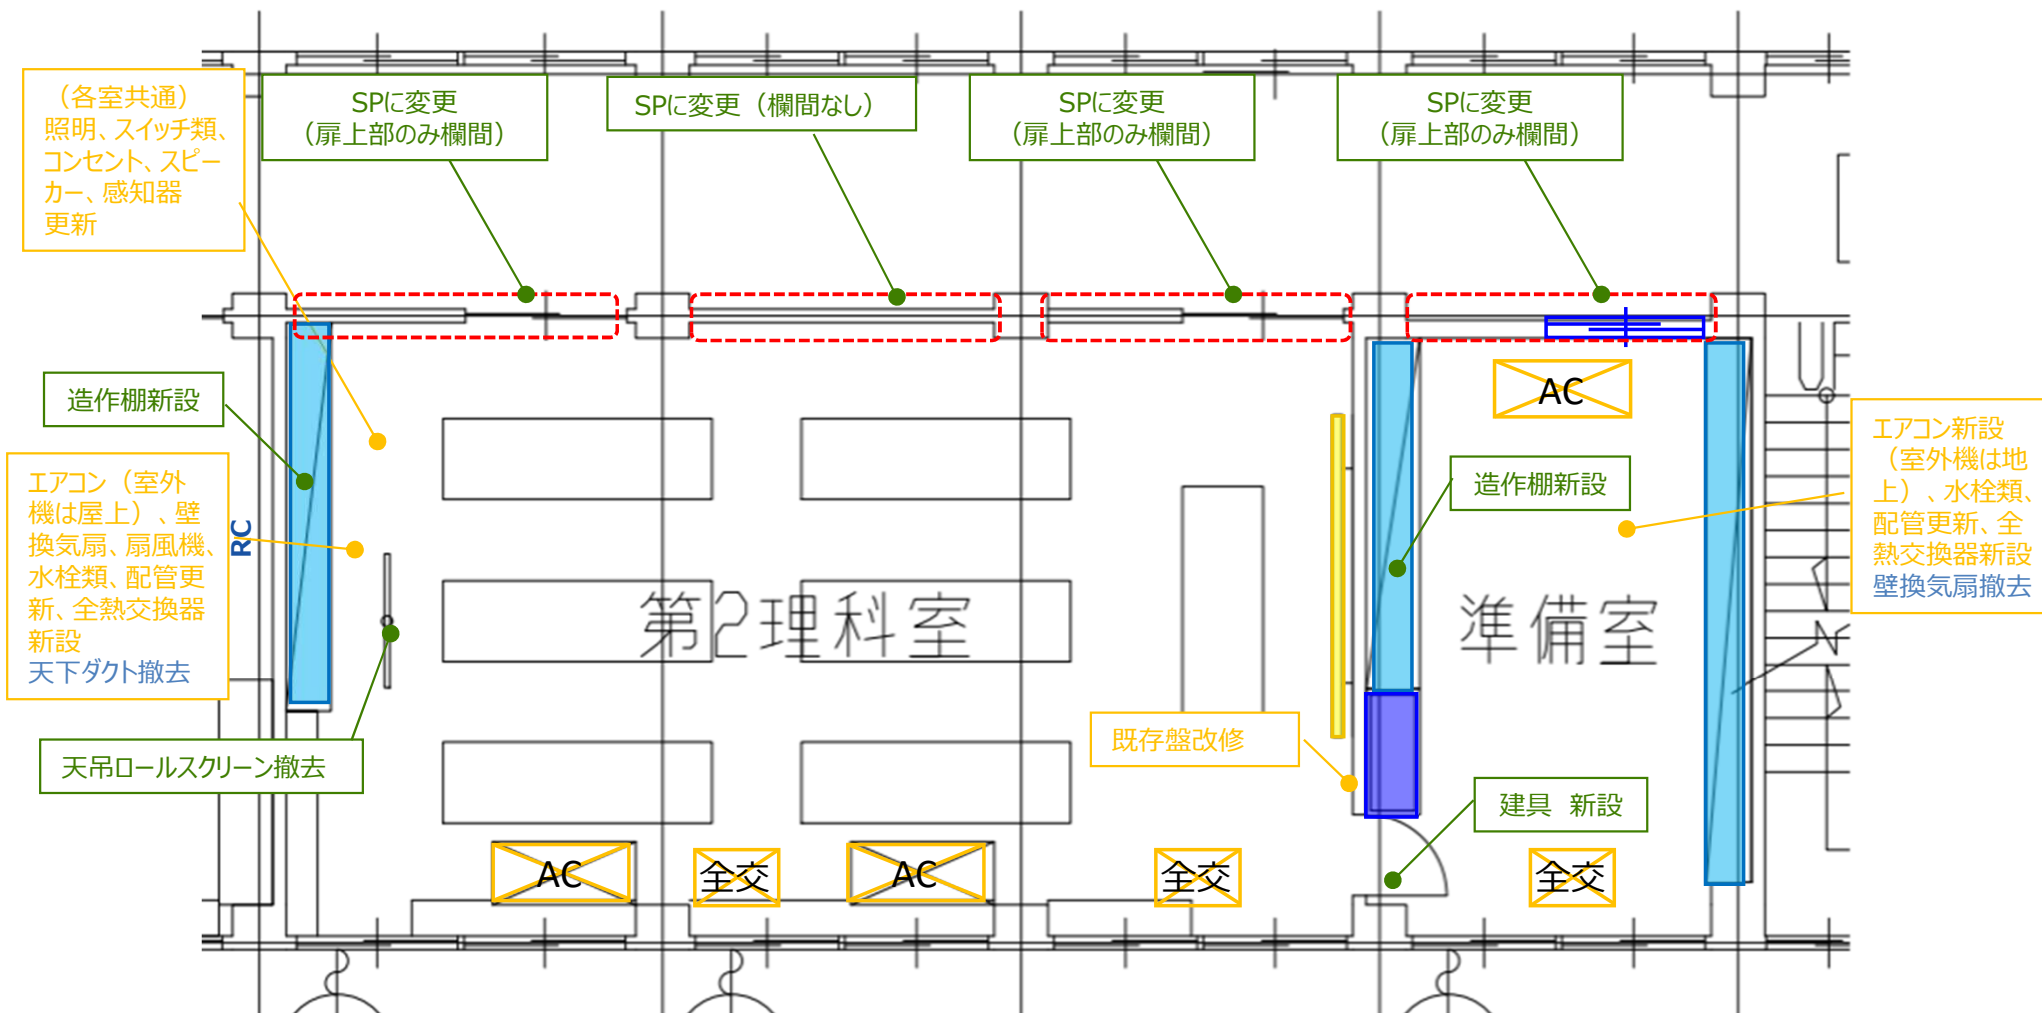 （各室共通）
照明、スイッチ類、
コンセント、スピー
カー、感知器
更新
SPに変更
（扉上部のみ欄間）
SPに変更（欄間なし）
SPに変更
（扉上部のみ欄間）
SPに変更
（扉上部のみ欄間）
造作棚新設
エアコン（室外
機は屋上）、壁
換気扇、扇風機、
水栓類、配管更
新、全熱交換器
新設
天下ダクト撤去
RC
天吊ロールスクリーン撤去
第2理科室
AC
全交
AC
全交
既存盤改修
AC
造作棚新設
準備室
建具　新設
全交
エアコン新設
（室外機は地
上）、水栓類、
配管更新、全
熱交換器新設
壁換気扇撤去